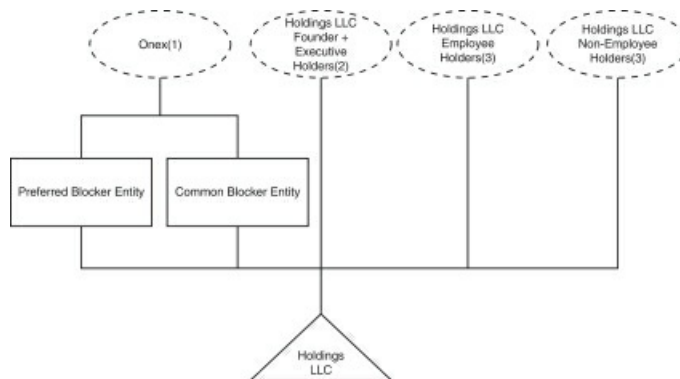 Onex(1)
Holdings LLC
Founder +
Executive
Holders(2)
Holdings LLC
Employee
Holders(3)
Holdings LLC
Non-Employee
Holders(3)
Preferred Blocker Entity
Common Blocker Entity
Holdings
LLC